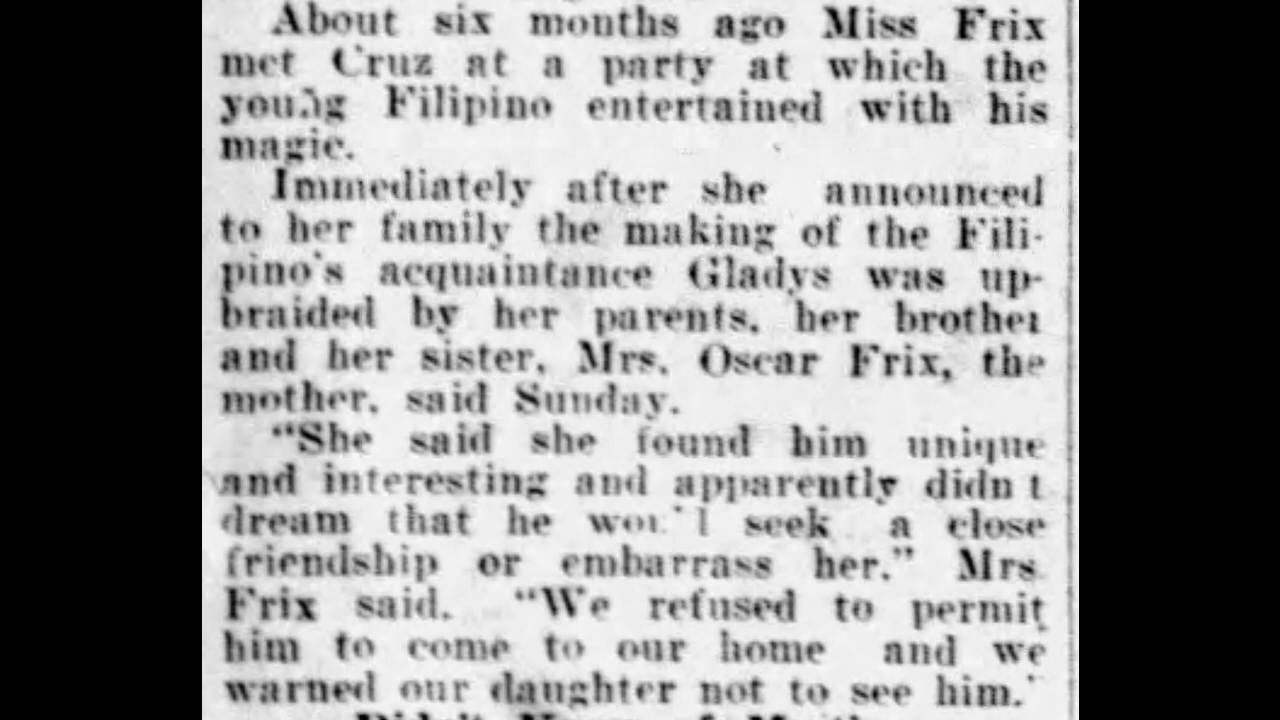 About six months ago Miss Frix
met Cruz at a party at which the
young Filipino entertained with his
magic.
Immediately after she announced
to her family the making of the Fili-
pino's acquaintance Gladys was up-
braided by her parents, her brother
and her sister, Mrs. Oscar Frix, the
mother, said Sunday.
"She said she found him unique
and interesting and apparently didn't
dream that he would seek a close
friendship or embarrass her." Mrs.
Frix said. "We refused to permit
him to come to our home and we
warned our daughter not to see him."